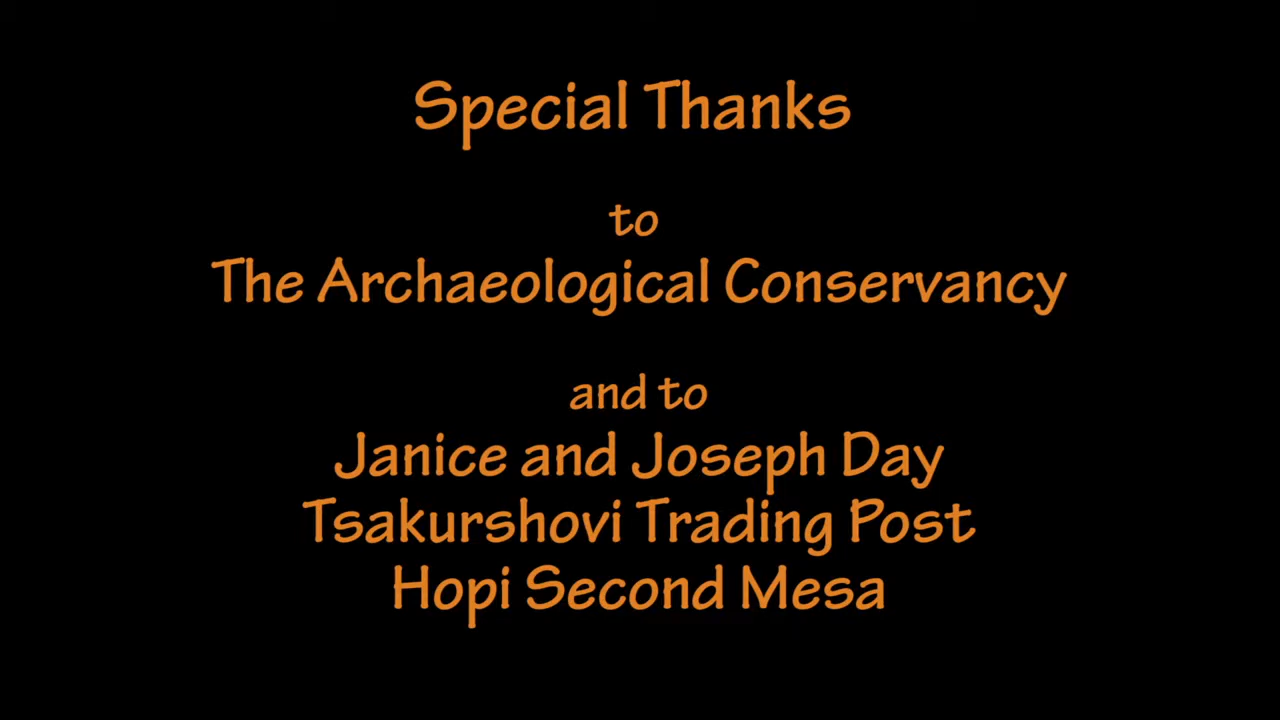 Special Thanks
to
The Archaeological Conservancy
and to
Janice and Joseph Day
Tsakurshovi Trading Post
Hopi Second Mesa